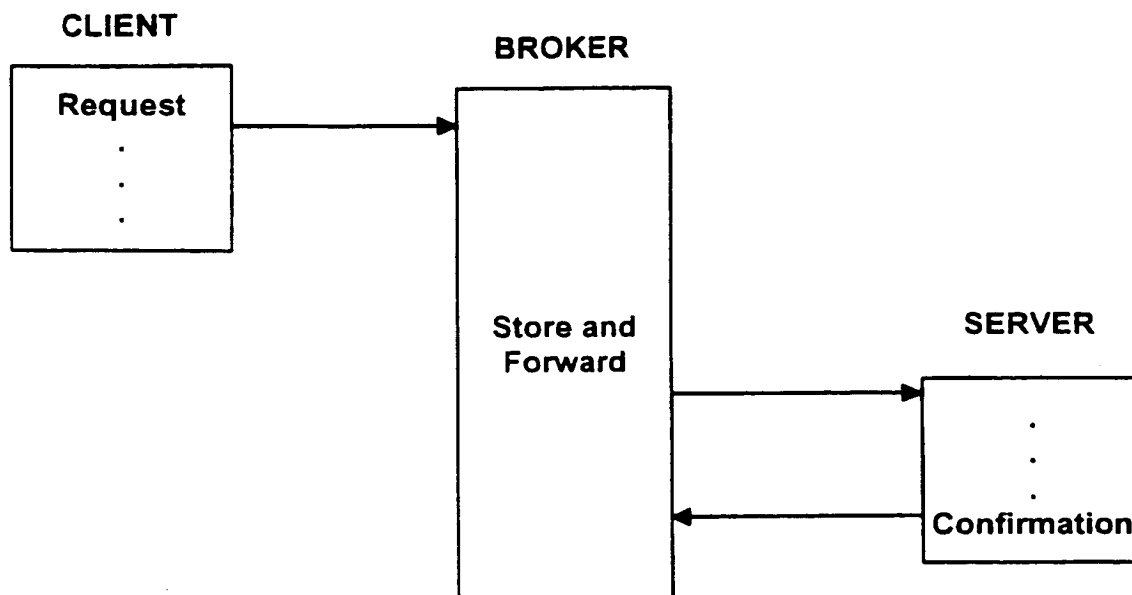 CLIENT
BROKER
Request
.
.
.
Store and
Forward
SERVER
.
.
.
Confirmation